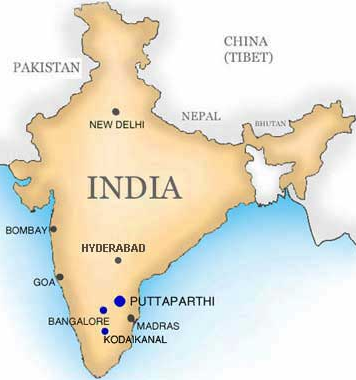 CHINA
(TIBET)
PAKISTAN
NEPAL
NEW DELHI
BHUTAN
INDIA
BOMBAY
HYDERABAD
GOA
PUTTAPARTHI
BANGALORE
MADRAS
KODAIKANAL